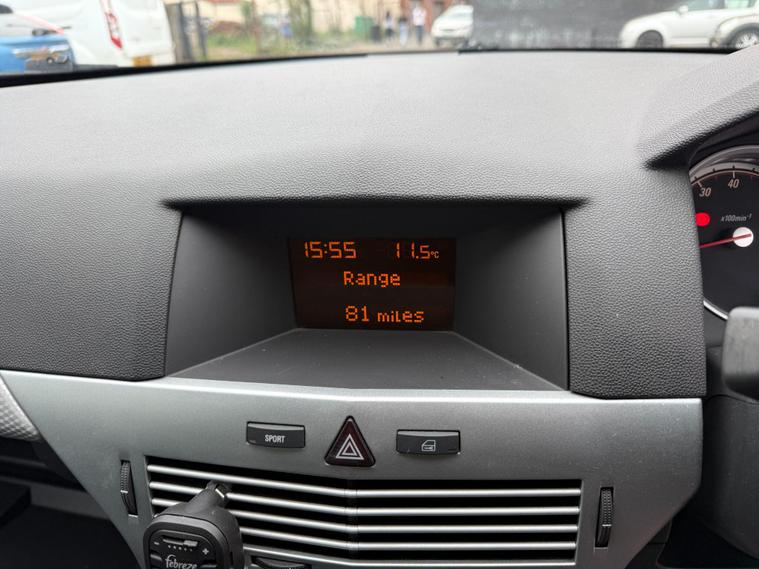 15:55 11.5°C
Range
81 miles
30 40
x100min⁻¹
SPORT
- +
febreze